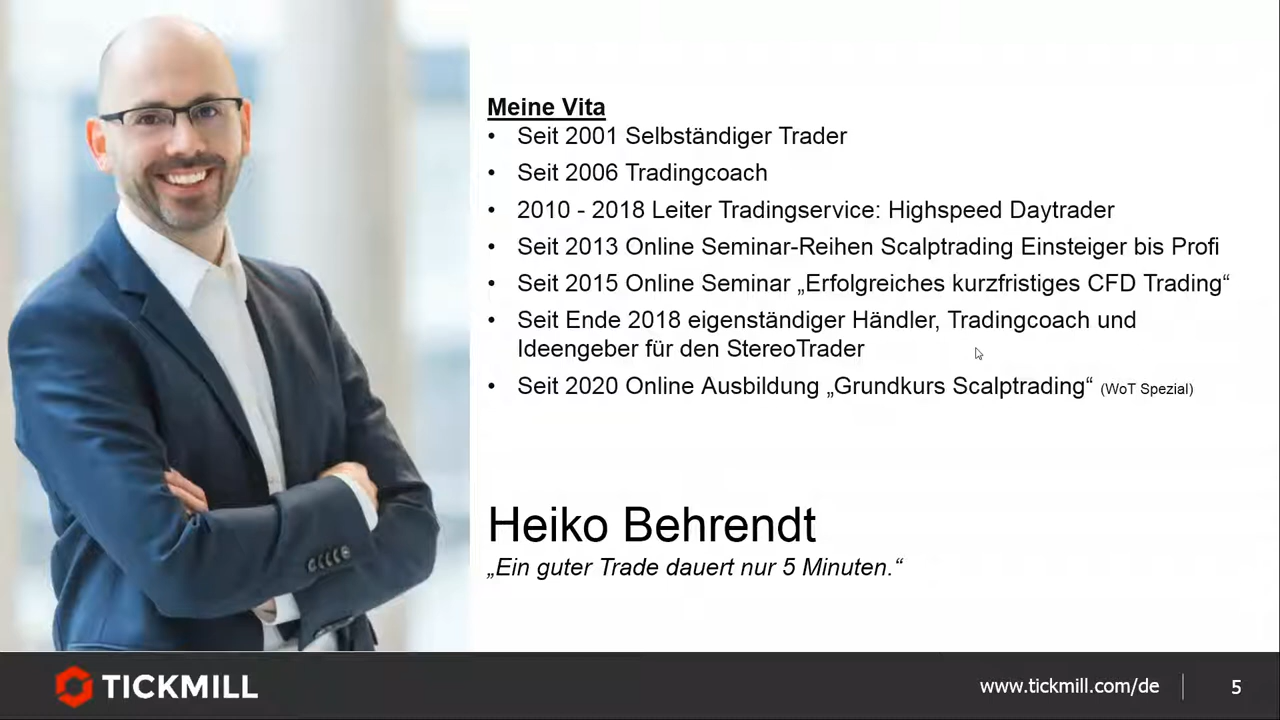 Meine Vita
• Seit 2001 Selbständiger Trader
• Seit 2006 Tradingcoach
• 2010 - 2018 Leiter Tradingservice: Highspeed Daytrader
• Seit 2013 Online Seminar-Reihen Scalptrading Einsteiger bis Profi
• Seit 2015 Online Seminar „Erfolgreiches kurzfristiges CFD Trading“
• Seit Ende 2018 eigenständiger Händler, Tradingcoach und
Ideengeber für den StereoTrader
• Seit 2020 Online Ausbildung „Grundkurs Scalptrading“ (WoT Spezial)
Heiko Behrendt
„Ein guter Trade dauert nur 5 Minuten.“
TICKMILL
www.tickmill.com/de
5